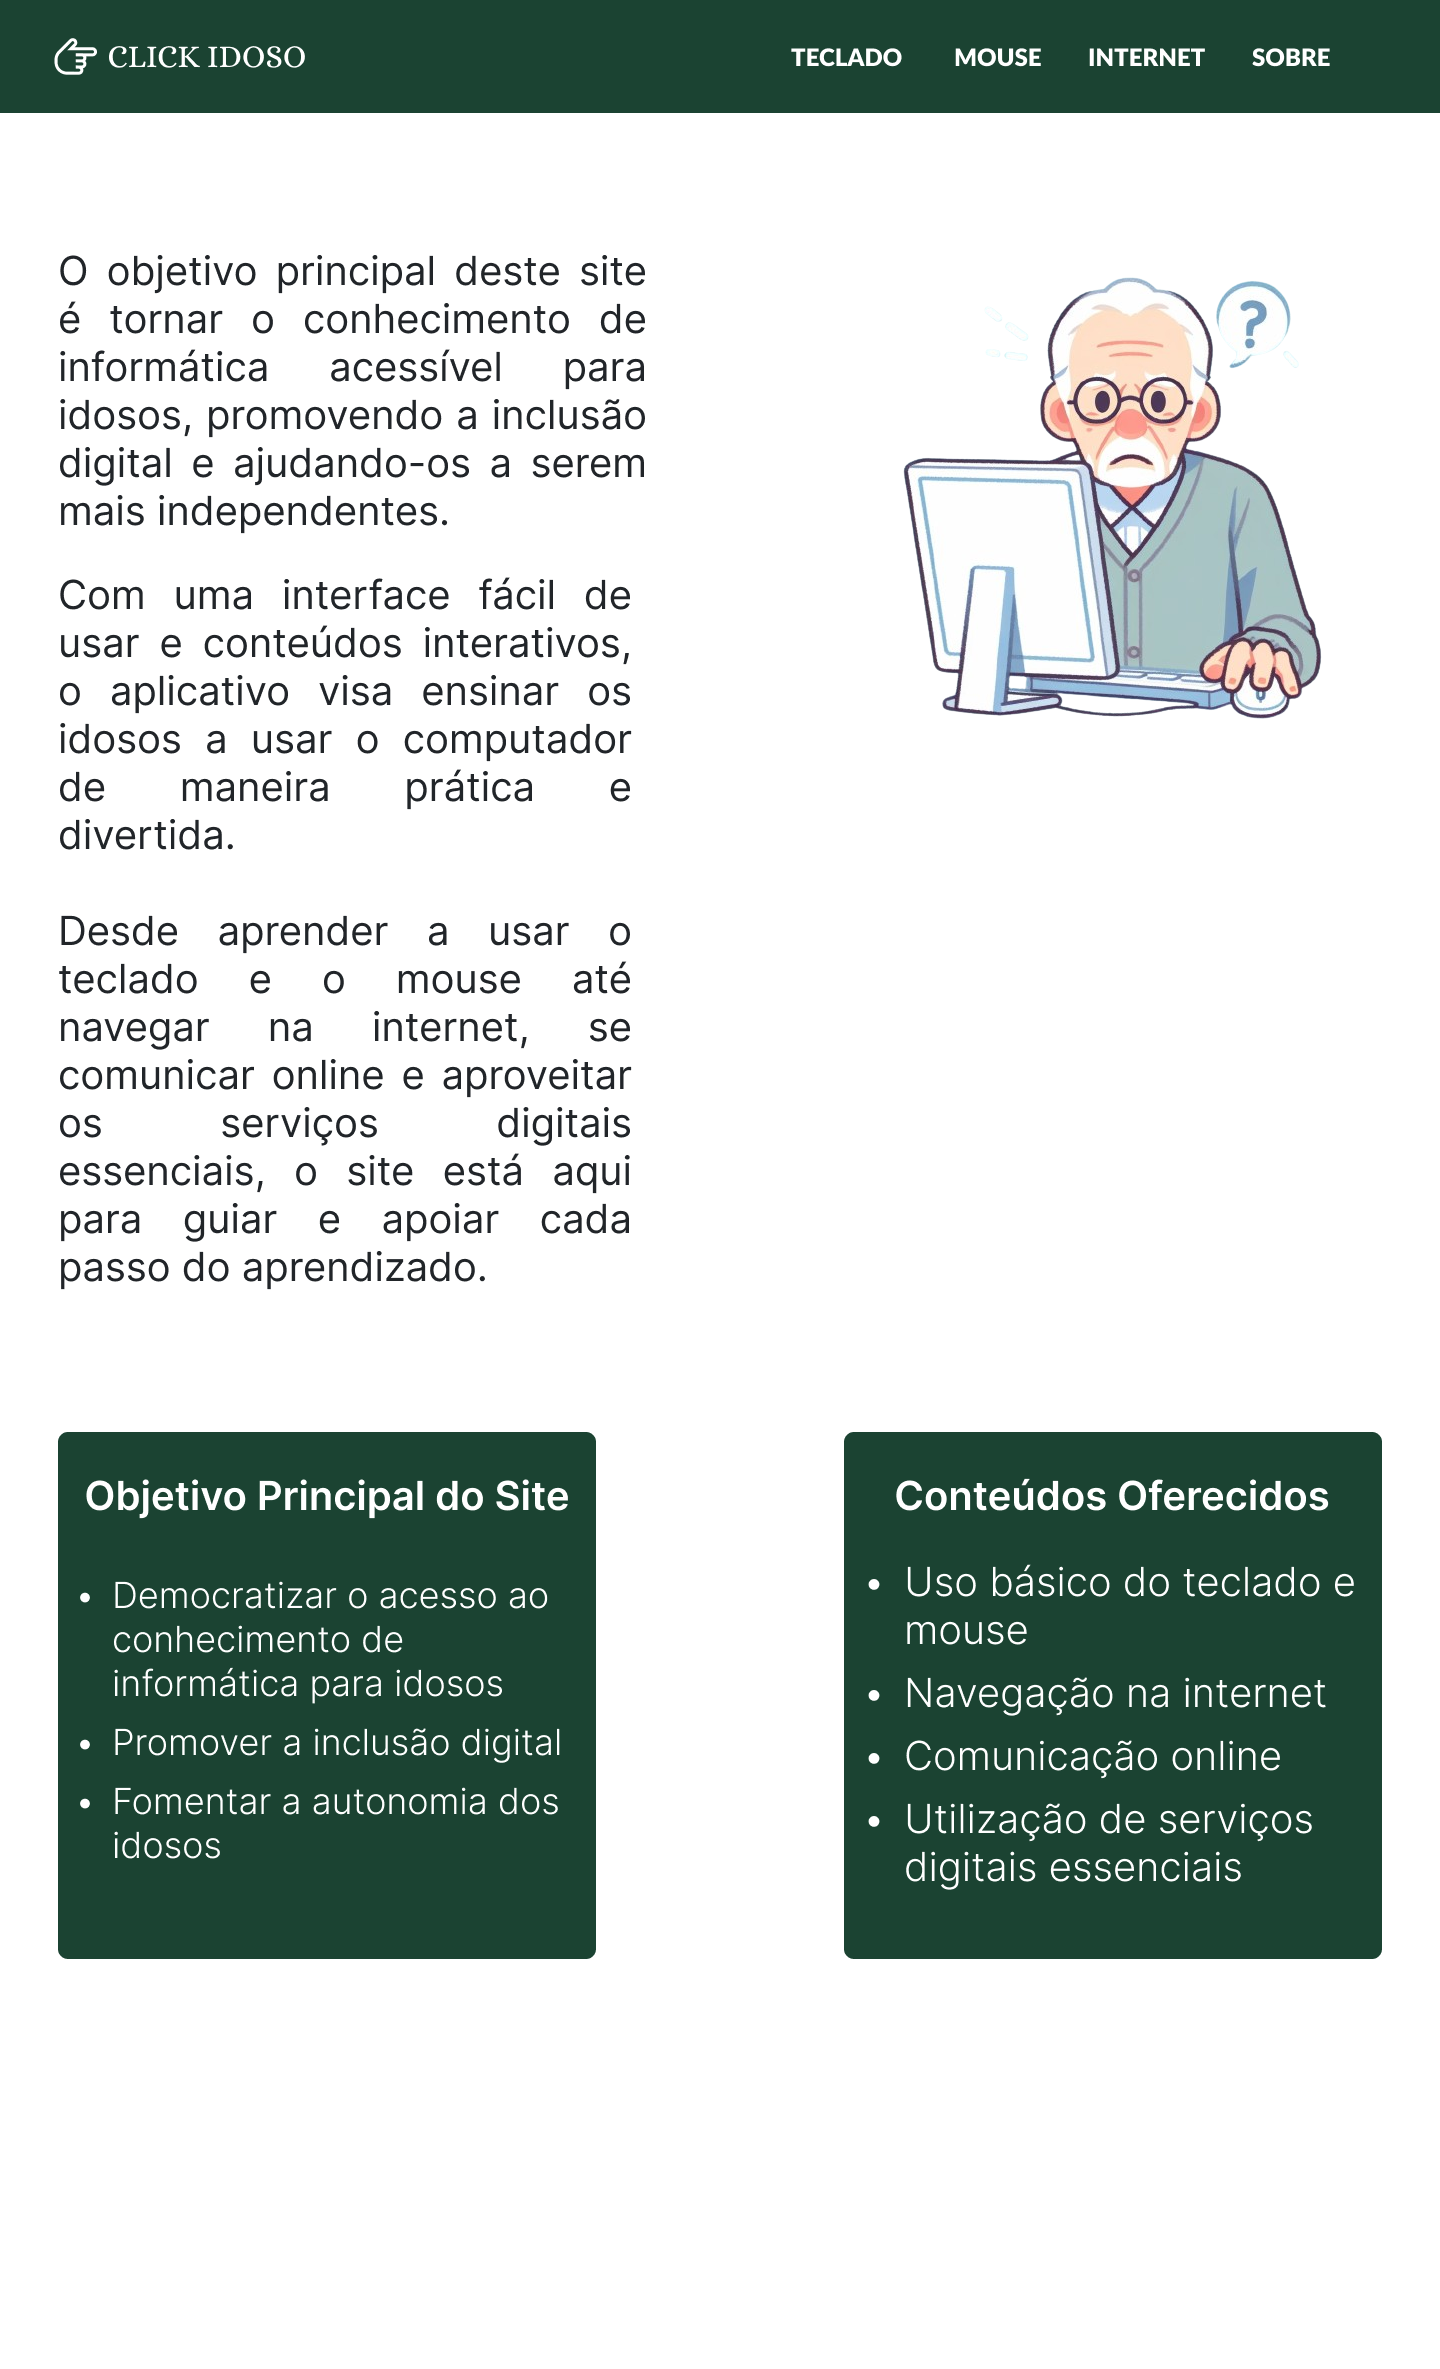 CLICK IDOSO
TECLADO MOUSE INTERNET SOBRE
O objetivo principal deste site
é tornar o conhecimento de
informática acessível para
idosos, promovendo a inclusão
digital e ajudando-os a serem
mais independentes.
Com uma interface fácil de
usar e conteúdos interativos,
o aplicativo visa ensinar os
idosos a usar o computador
de maneira prática e
divertida.
Desde aprender a usar o
teclado e o mouse até
navegar na internet, se
comunicar online e aproveitar
os serviços digitais
essenciais, o site está aqui
para guiar e apoiar cada
passo do aprendizado.
?
Objetivo Principal do Site
• Democratizar o acesso ao
conhecimento de
informática para idosos
• Promover a inclusão digital
• Fomentar a autonomia dos
idosos
Conteúdos Oferecidos
• Uso básico do teclado e
mouse
• Navegação na internet
• Comunicação online
• Utilização de serviços
digitais essenciais